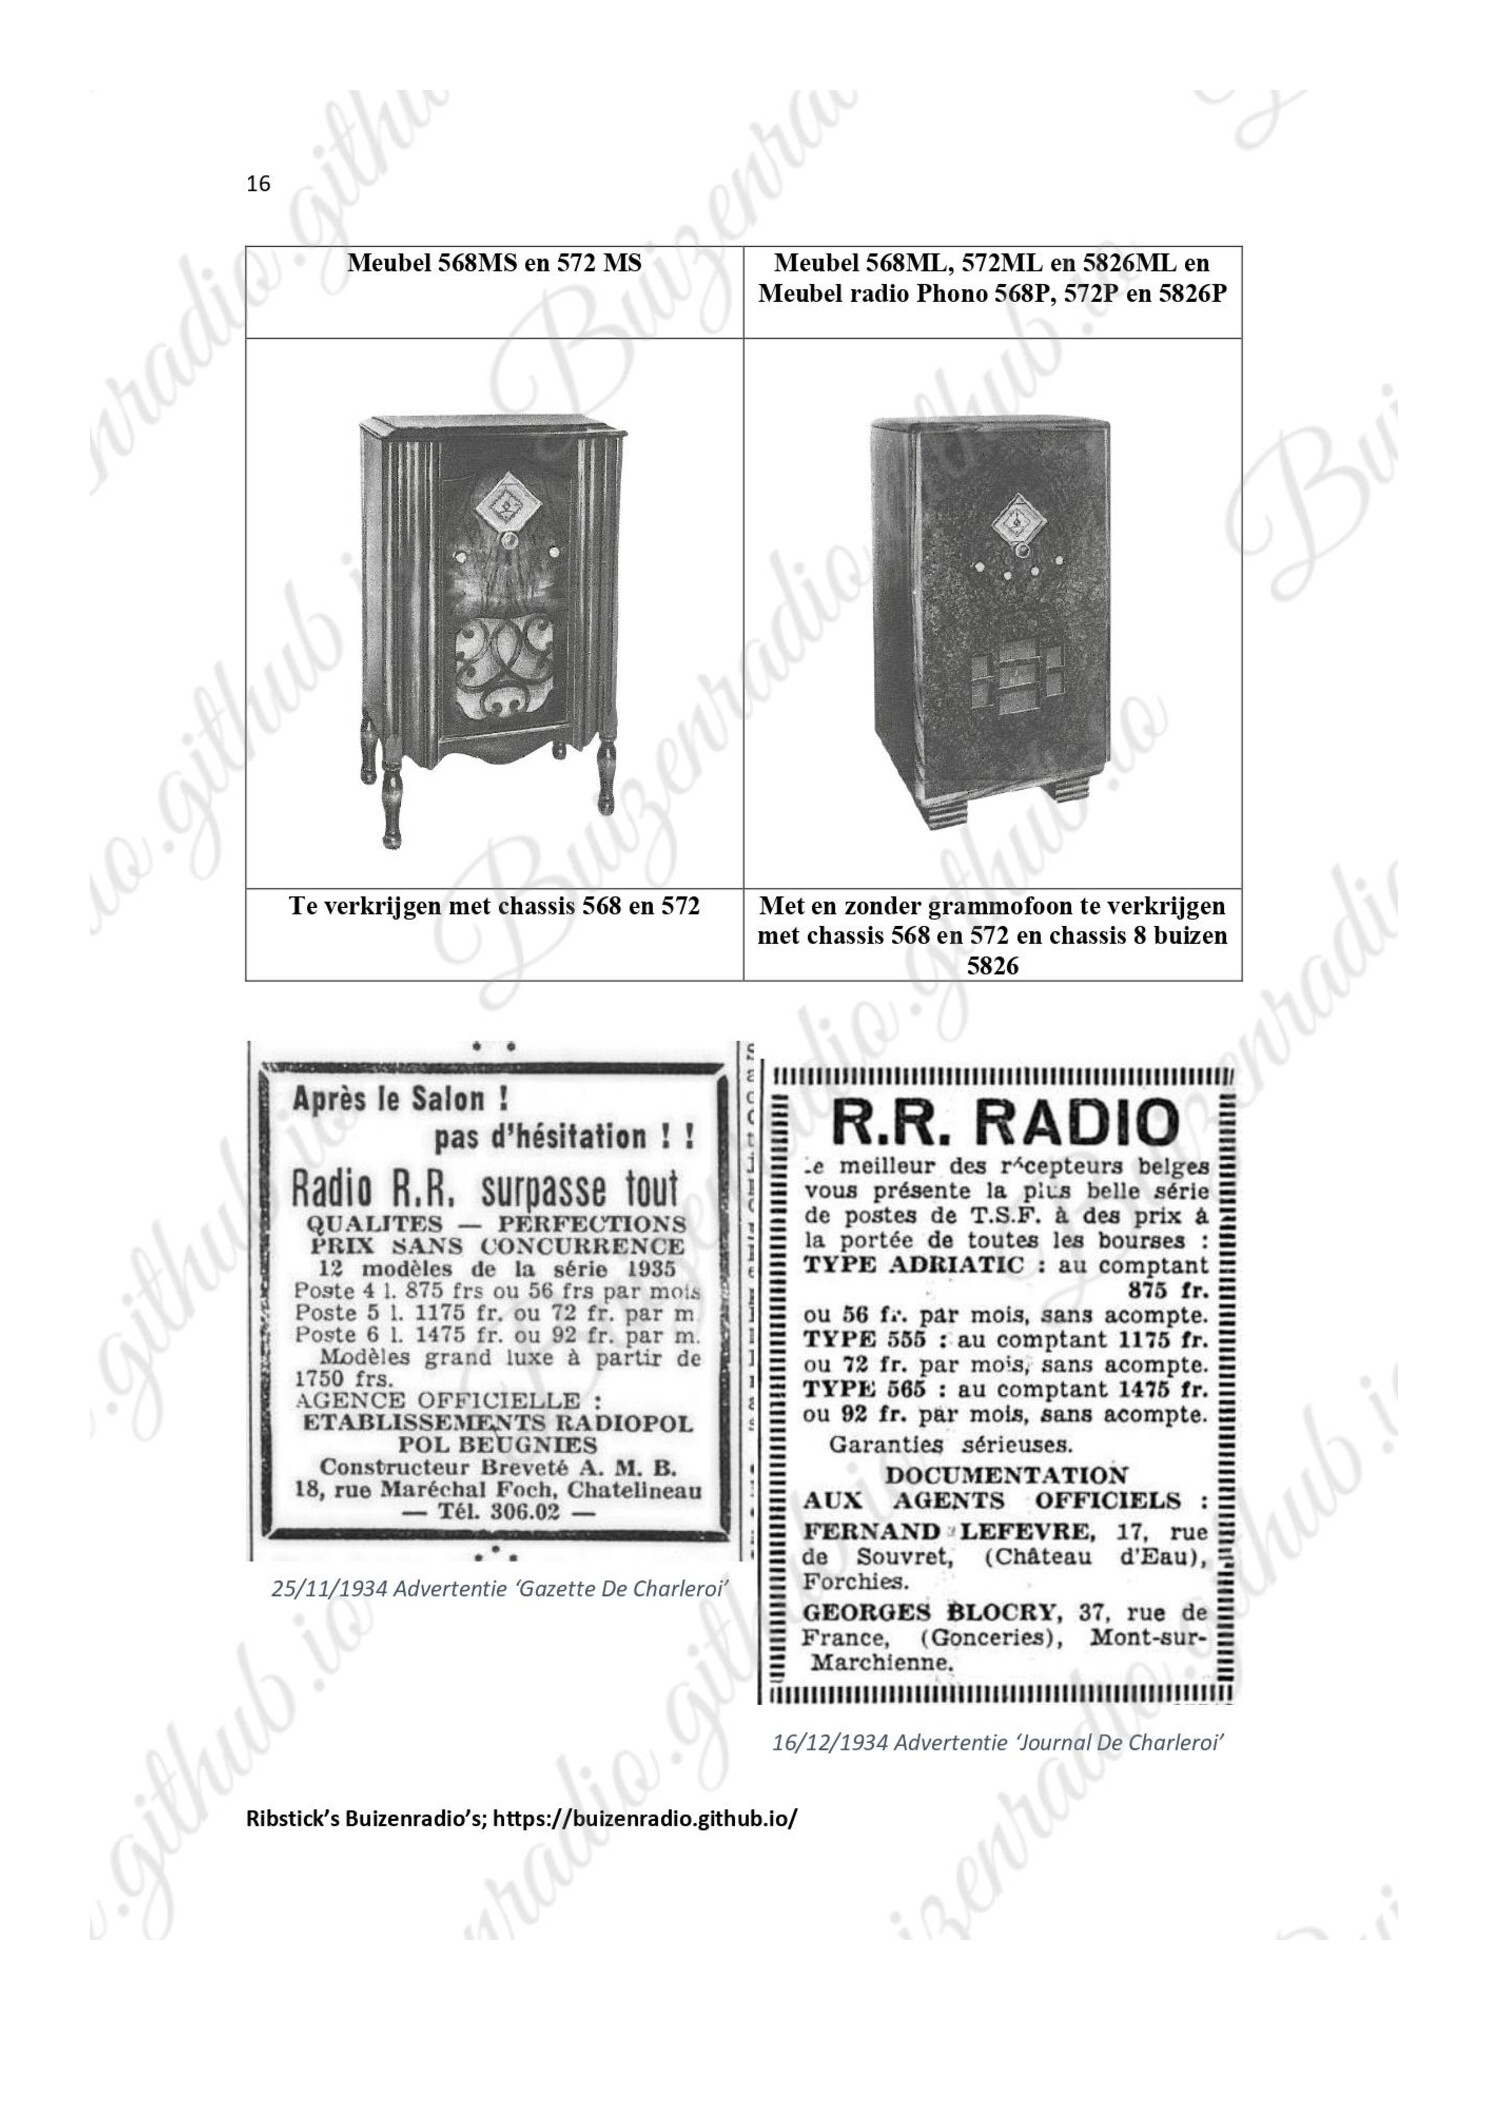 16
Meubel 568MS en 572 MS
Meubel 568ML, 572ML en 5826ML en
Meubel radio Phono 568P, 572P en 5826P
Te verkrijgen met chassis 568 en 572
Met en zonder grammofoon te verkrijgen
met chassis 568 en 572 en chassis 8 buizen
5826
Après le Salon !
pas d'hésitation ! !
Radio R.R. surpasse tout
QUALITES — PERFECTIONS
PRIX SANS CONCURRENCE
12 modèles de la série 1935
Poste 4 l. 875 frs ou 56 frs par mois
Poste 5 l. 1175 fr. ou 72 fr. par m
Poste 6 l. 1475 fr. ou 92 fr. par m.
Modèles grand luxe à partir de
1750 frs.
AGENCE OFFICIELLE :
ETABLISSEMENTS RADIOPOL
POL BEUGNIES
Constructeur Breveté A. M. B.
18, rue Maréchal Foch, Chatelineau
— Tél. 306.02 —
25/11/1934 Advertentie ‘Gazette De Charleroi’
R.R. RADIO
le meilleur des récepteurs belges
vous présente la plus belle série
de postes de T.S.F. à des prix à
la portée de toutes les bourses :
TYPE ADRIATIC : au comptant
875 fr.
ou 56 fr. par mois, sans acompte.
TYPE 555 : au comptant 1175 fr.
ou 72 fr. par mois, sans acompte.
TYPE 565 : au comptant 1475 fr.
ou 92 fr. par mois, sans acompte.
Garanties sérieuses.
DOCUMENTATION
AUX AGENTS OFFICIELS :
FERNAND LEFEVRE, 17, rue
de Souvret, (Château d'Eau),
Forchies.
GEORGES BLOCRY, 37, rue de
France, (Gonceries), Mont-sur-
Marchienne.
16/12/1934 Advertentie ‘Journal De Charleroi’
Ribstick’s Buizenradio’s; https://buizenradio.github.io/
Buizenradio.github.io